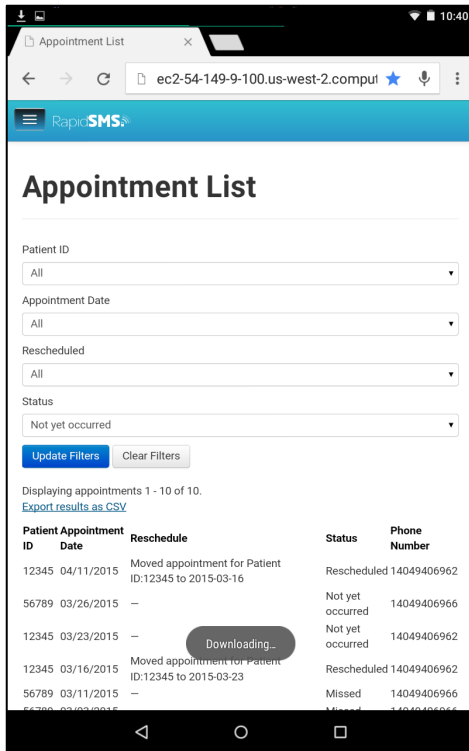 10:40
Appointment List ×
ec2-54-149-9-100.us-west-2.comput
RapidSMS
Appointment List
Patient ID
All
Appointment Date
All
Rescheduled
All
Status
Not yet occurred
Update Filters Clear Filters
Displaying appointments 1 - 10 of 10.
Export results as CSV
Patient ID Appointment Date Reschedule Status Phone Number
12345 04/11/2015 Moved appointment for Patient ID:12345 to 2015-03-16 Rescheduled 14049406962
56789 03/26/2015 — Not yet occurred 14049406966
12345 03/23/2015 — Not yet occurred 14049406962
Downloading...
12345 03/16/2015 Moved appointment for Patient ID:12345 to 2015-03-23 Rescheduled 14049406962
56789 03/11/2015 — Missed 14049406966